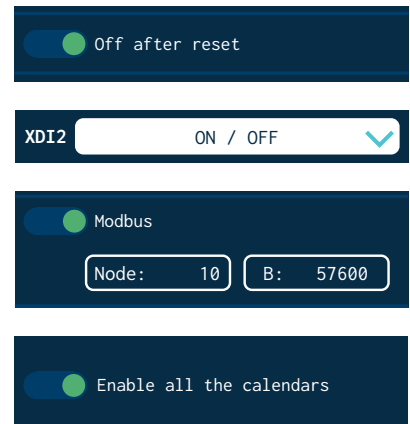 Off after reset
XDI2 ON / OFF
Modbus
Node: 10 B: 57600
Enable all the calendars